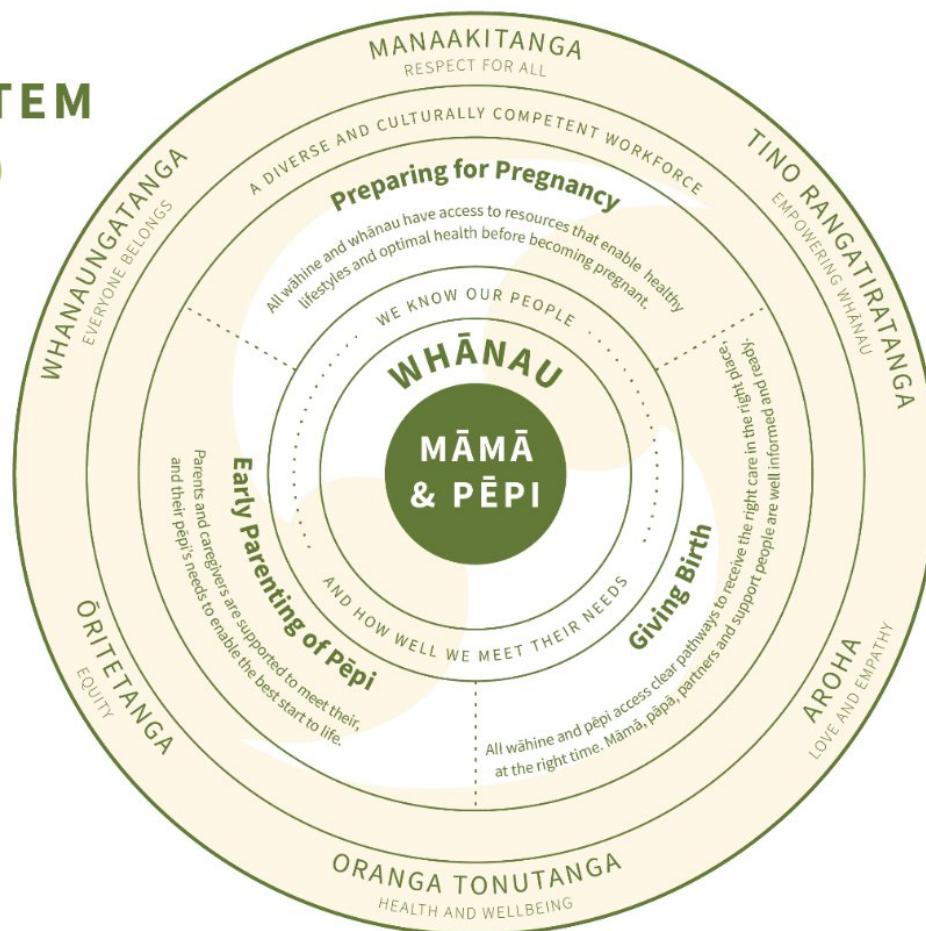 TEM
MANAAKITANGA
RESPECT FOR ALL
TINO RANGATIRATANGA
EMPOWERING WHĀNAU
AROHA
LOVE AND EMPATHY
ORANGA TONUTANGA
HEALTH AND WELLBEING
ŌRITETANGA
EQUITY
WHANAUNGATANGA
EVERYONE BELONGS
A DIVERSE AND CULTURALLY COMPETENT WORKFORCE
Preparing for Pregnancy
All wāhine and whānau have access to resources that enable healthy
lifestyles and optimal health before becoming pregnant.
Giving Birth
All wāhine and pēpi access clear pathways to receive the right care in the right place,
at the right time. Māmā, pāpā, partners and support people are well informed and ready.
Early Parenting of Pēpi
Parents and caregivers are supported to meet their,
and their pēpi's needs to enable the best start to life.
WE KNOW OUR PEOPLE
AND HOW WELL WE MEET THEIR NEEDS
WHĀNAU
MĀMĀ
& PĒPI